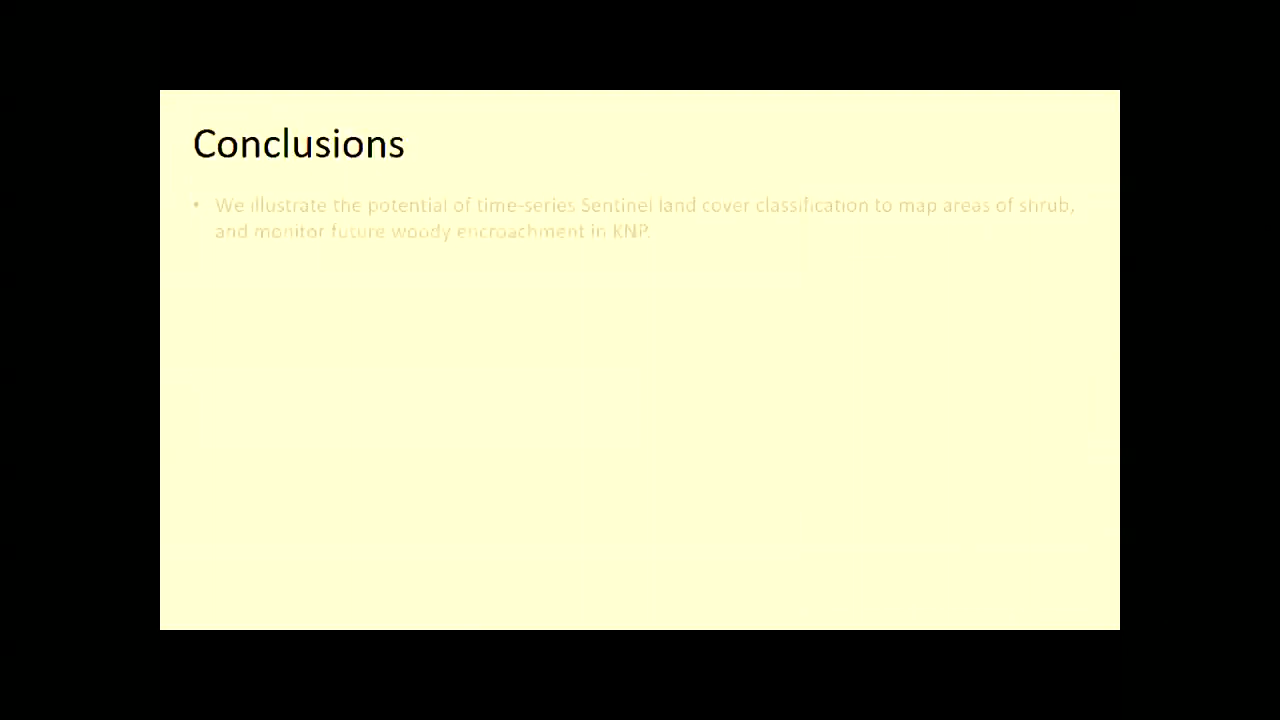 Conclusions
• We illustrate the potential of time-series Sentinel land cover classification to map areas of shrub,
and monitor future woody encroachment in KNP.